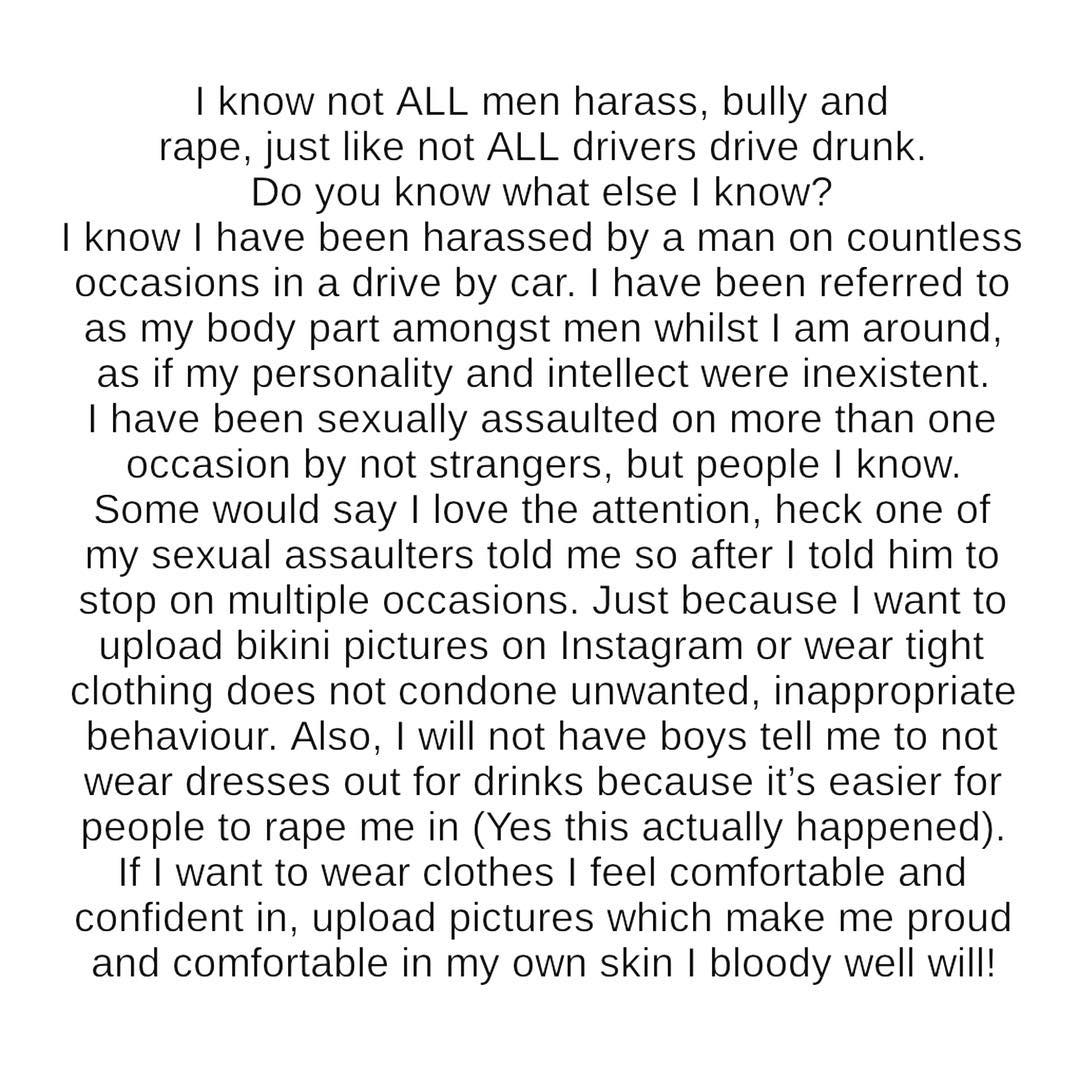 I know not ALL men harass, bully and
rape, just like not ALL drivers drive drunk.
Do you know what else I know?
I know I have been harassed by a man on countless
occasions in a drive by car. I have been referred to
as my body part amongst men whilst I am around,
as if my personality and intellect were inexistent.
I have been sexually assaulted on more than one
occasion by not strangers, but people I know.
Some would say I love the attention, heck one of
my sexual assaulters told me so after I told him to
stop on multiple occasions. Just because I want to
upload bikini pictures on Instagram or wear tight
clothing does not condone unwanted, inappropriate
behaviour. Also, I will not have boys tell me to not
wear dresses out for drinks because it’s easier for
people to rape me in (Yes this actually happened).
If I want to wear clothes I feel comfortable and
confident in, upload pictures which make me proud
and comfortable in my own skin I bloody well will!